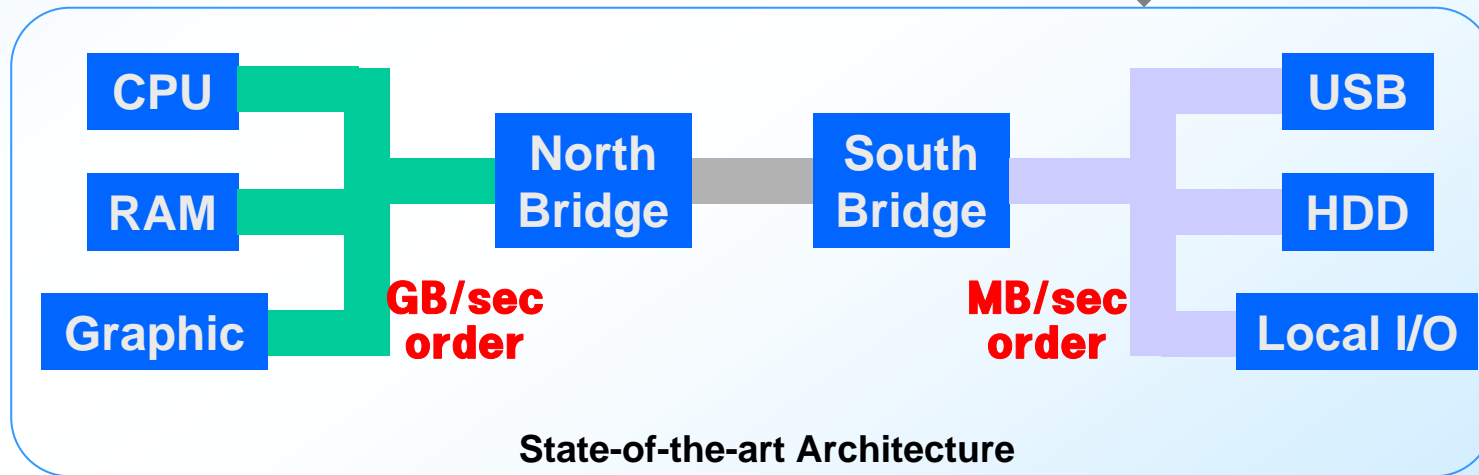 CPU
USB
North
Bridge
South
Bridge
RAM
HDD
GB/sec
order
MB/sec
order
Graphic
Local I/O
State-of-the-art Architecture